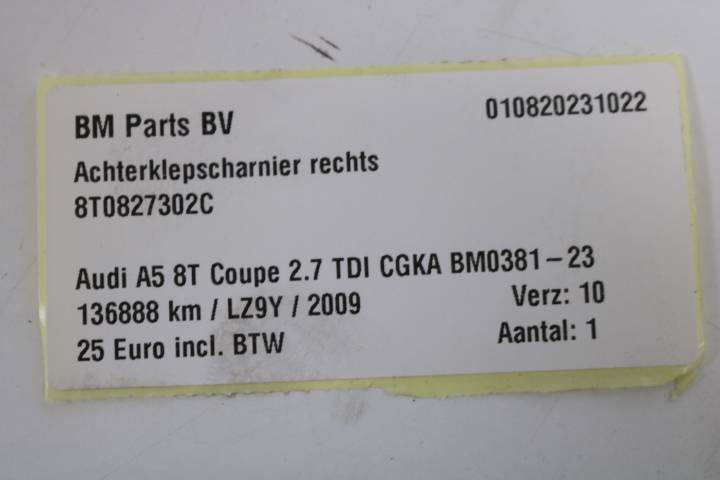 BM Parts BV 010820231022
Achterklepscharnier rechts
8T0827302C
Audi A5 8T Coupe 2.7 TDI CGKA BM0381-23
136888 km / LZ9Y / 2009 Verz: 10
25 Euro incl. BTW Aantal: 1